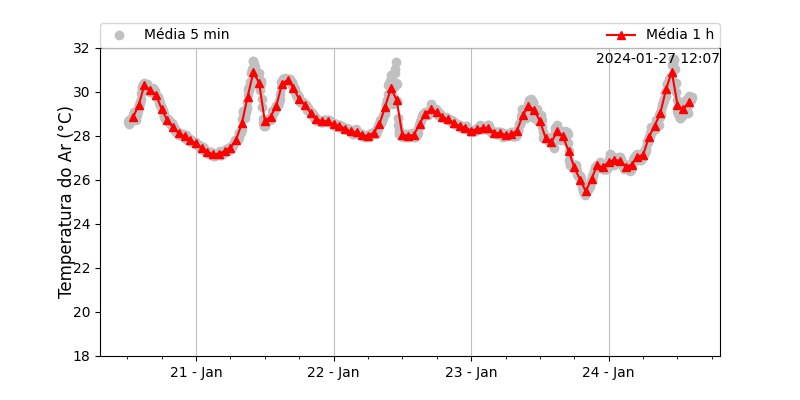 Média 5 min
Média 1 h
2024-01-27 12:07
Temperatura do Ar (°C)
32
30
28
26
24
22
20
18
21 - Jan
22 - Jan
23 - Jan
24 - Jan